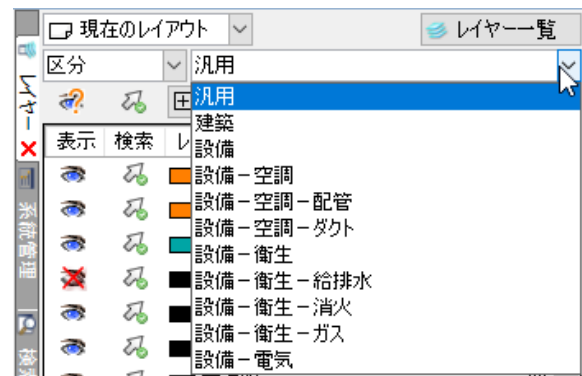 現在のレイアウト
レイヤー一覧
区分
汎用
汎用
建築
設備
設備－空調
設備－空調－配管
設備－空調－ダクト
設備－衛生
設備－衛生－給排水
設備－衛生－消火
設備－衛生－ガス
設備－電気
表示 検索 レ
レイヤー
系統管理
検索